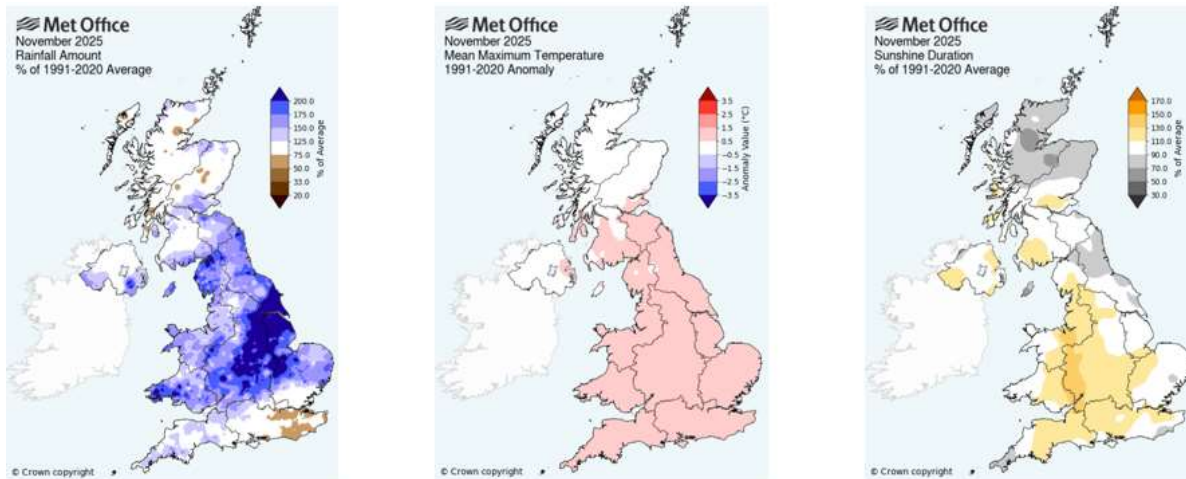 Met Office
November 2025
Rainfall Amount
% of 1991-2020 Average
200.0
175.0
150.0
125.0
75.0
50.0
33.0
20.0
% of Average
© Crown copyright
Met Office
November 2025
Mean Maximum Temperature
1991-2020 Anomaly
3.5
2.5
1.5
0.5
-0.5
-1.5
-2.5
-3.5
Anomaly Value (°C)
© Crown copyright
Met Office
November 2025
Sunshine Duration
% of 1991-2020 Average
170.0
150.0
130.0
110.0
90.0
70.0
50.0
30.0
% of Average
© Crown copyright